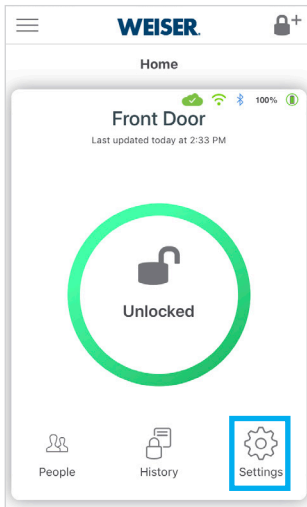 WEISER
Home
100%
Front Door
Last updated today at 2:33 PM
Unlocked
People History Settings